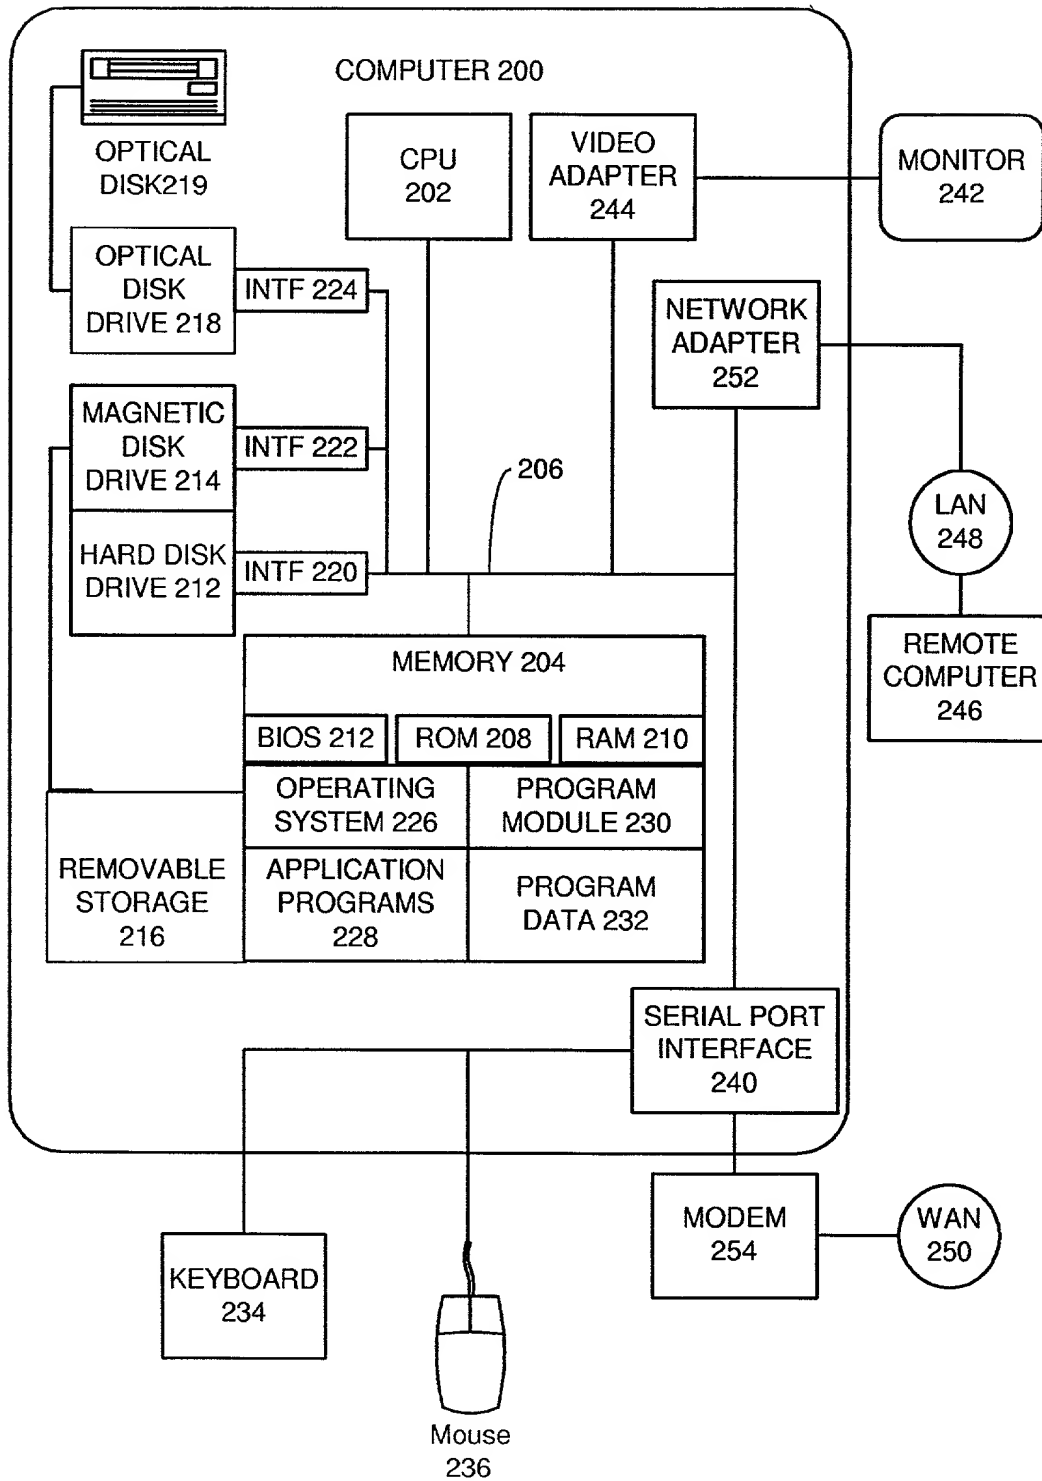 COMPUTER 200
OPTICAL
DISK219
CPU
202
VIDEO
ADAPTER
244
MONITOR
242
OPTICAL
DISK
DRIVE 218
INTF 224
NETWORK
ADAPTER
252
MAGNETIC
DISK
DRIVE 214
INTF 222
206
LAN
248
HARD DISK
DRIVE 212
INTF 220
REMOTE
COMPUTER
246
MEMORY 204
BIOS 212
ROM 208
RAM 210
OPERATING
SYSTEM 226
PROGRAM
MODULE 230
REMOVABLE
STORAGE
216
APPLICATION
PROGRAMS
228
PROGRAM
DATA 232
SERIAL PORT
INTERFACE
240
MODEM
254
WAN
250
KEYBOARD
234
Mouse
236